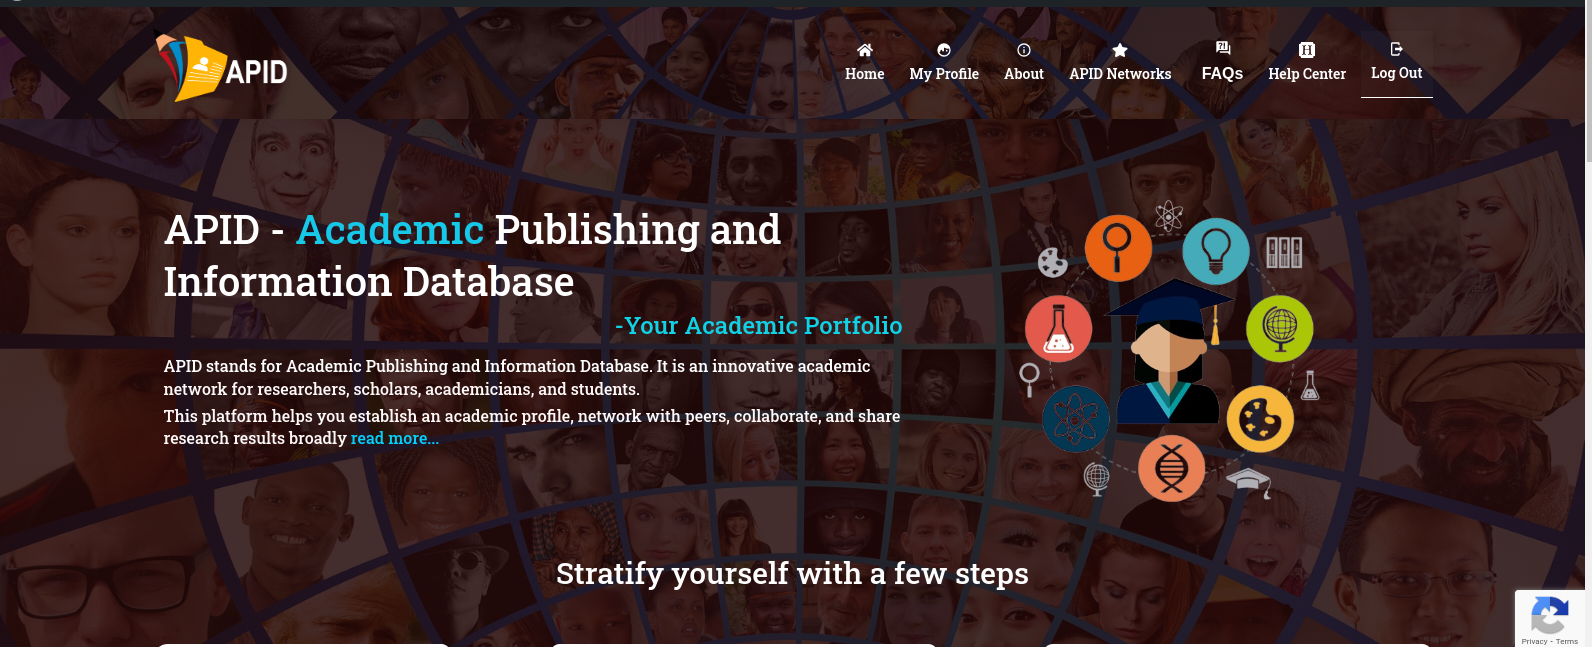 APID
Home
My Profile
About
APID Networks
FAQs
Help Center
Log Out
APID - Academic Publishing and
Information Database
-Your Academic Portfolio
APID stands for Academic Publishing and Information Database. It is an innovative academic
network for researchers, scholars, academicians, and students.
This platform helps you establish an academic profile, network with peers, collaborate, and share
research results broadly read more...
Stratify yourself with a few steps
Privacy - Terms